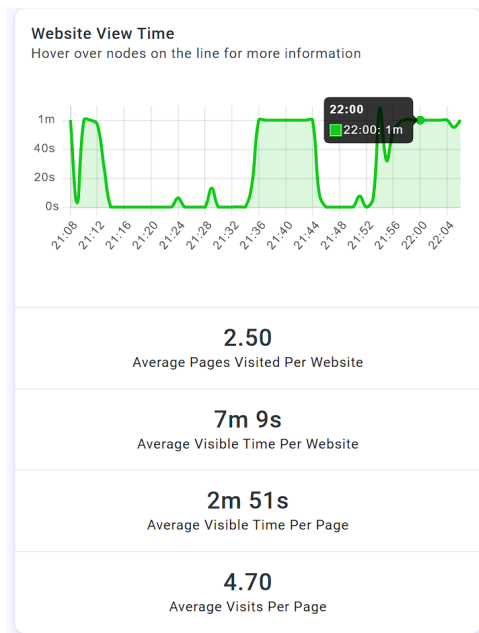 Website View Time
Hover over nodes on the line for more information
22:00
22:00: 1m
1m
40s
20s
0s
21:08
21:12
21:16
21:20
21:24
21:28
21:32
21:36
21:40
21:44
21:48
21:52
21:56
22:00
22:04
2.50
Average Pages Visited Per Website
7m 9s
Average Visible Time Per Website
2m 51s
Average Visible Time Per Page
4.70
Average Visits Per Page